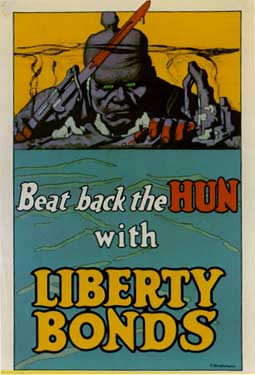 Beat back the HUN
with
LIBERTY
BONDS